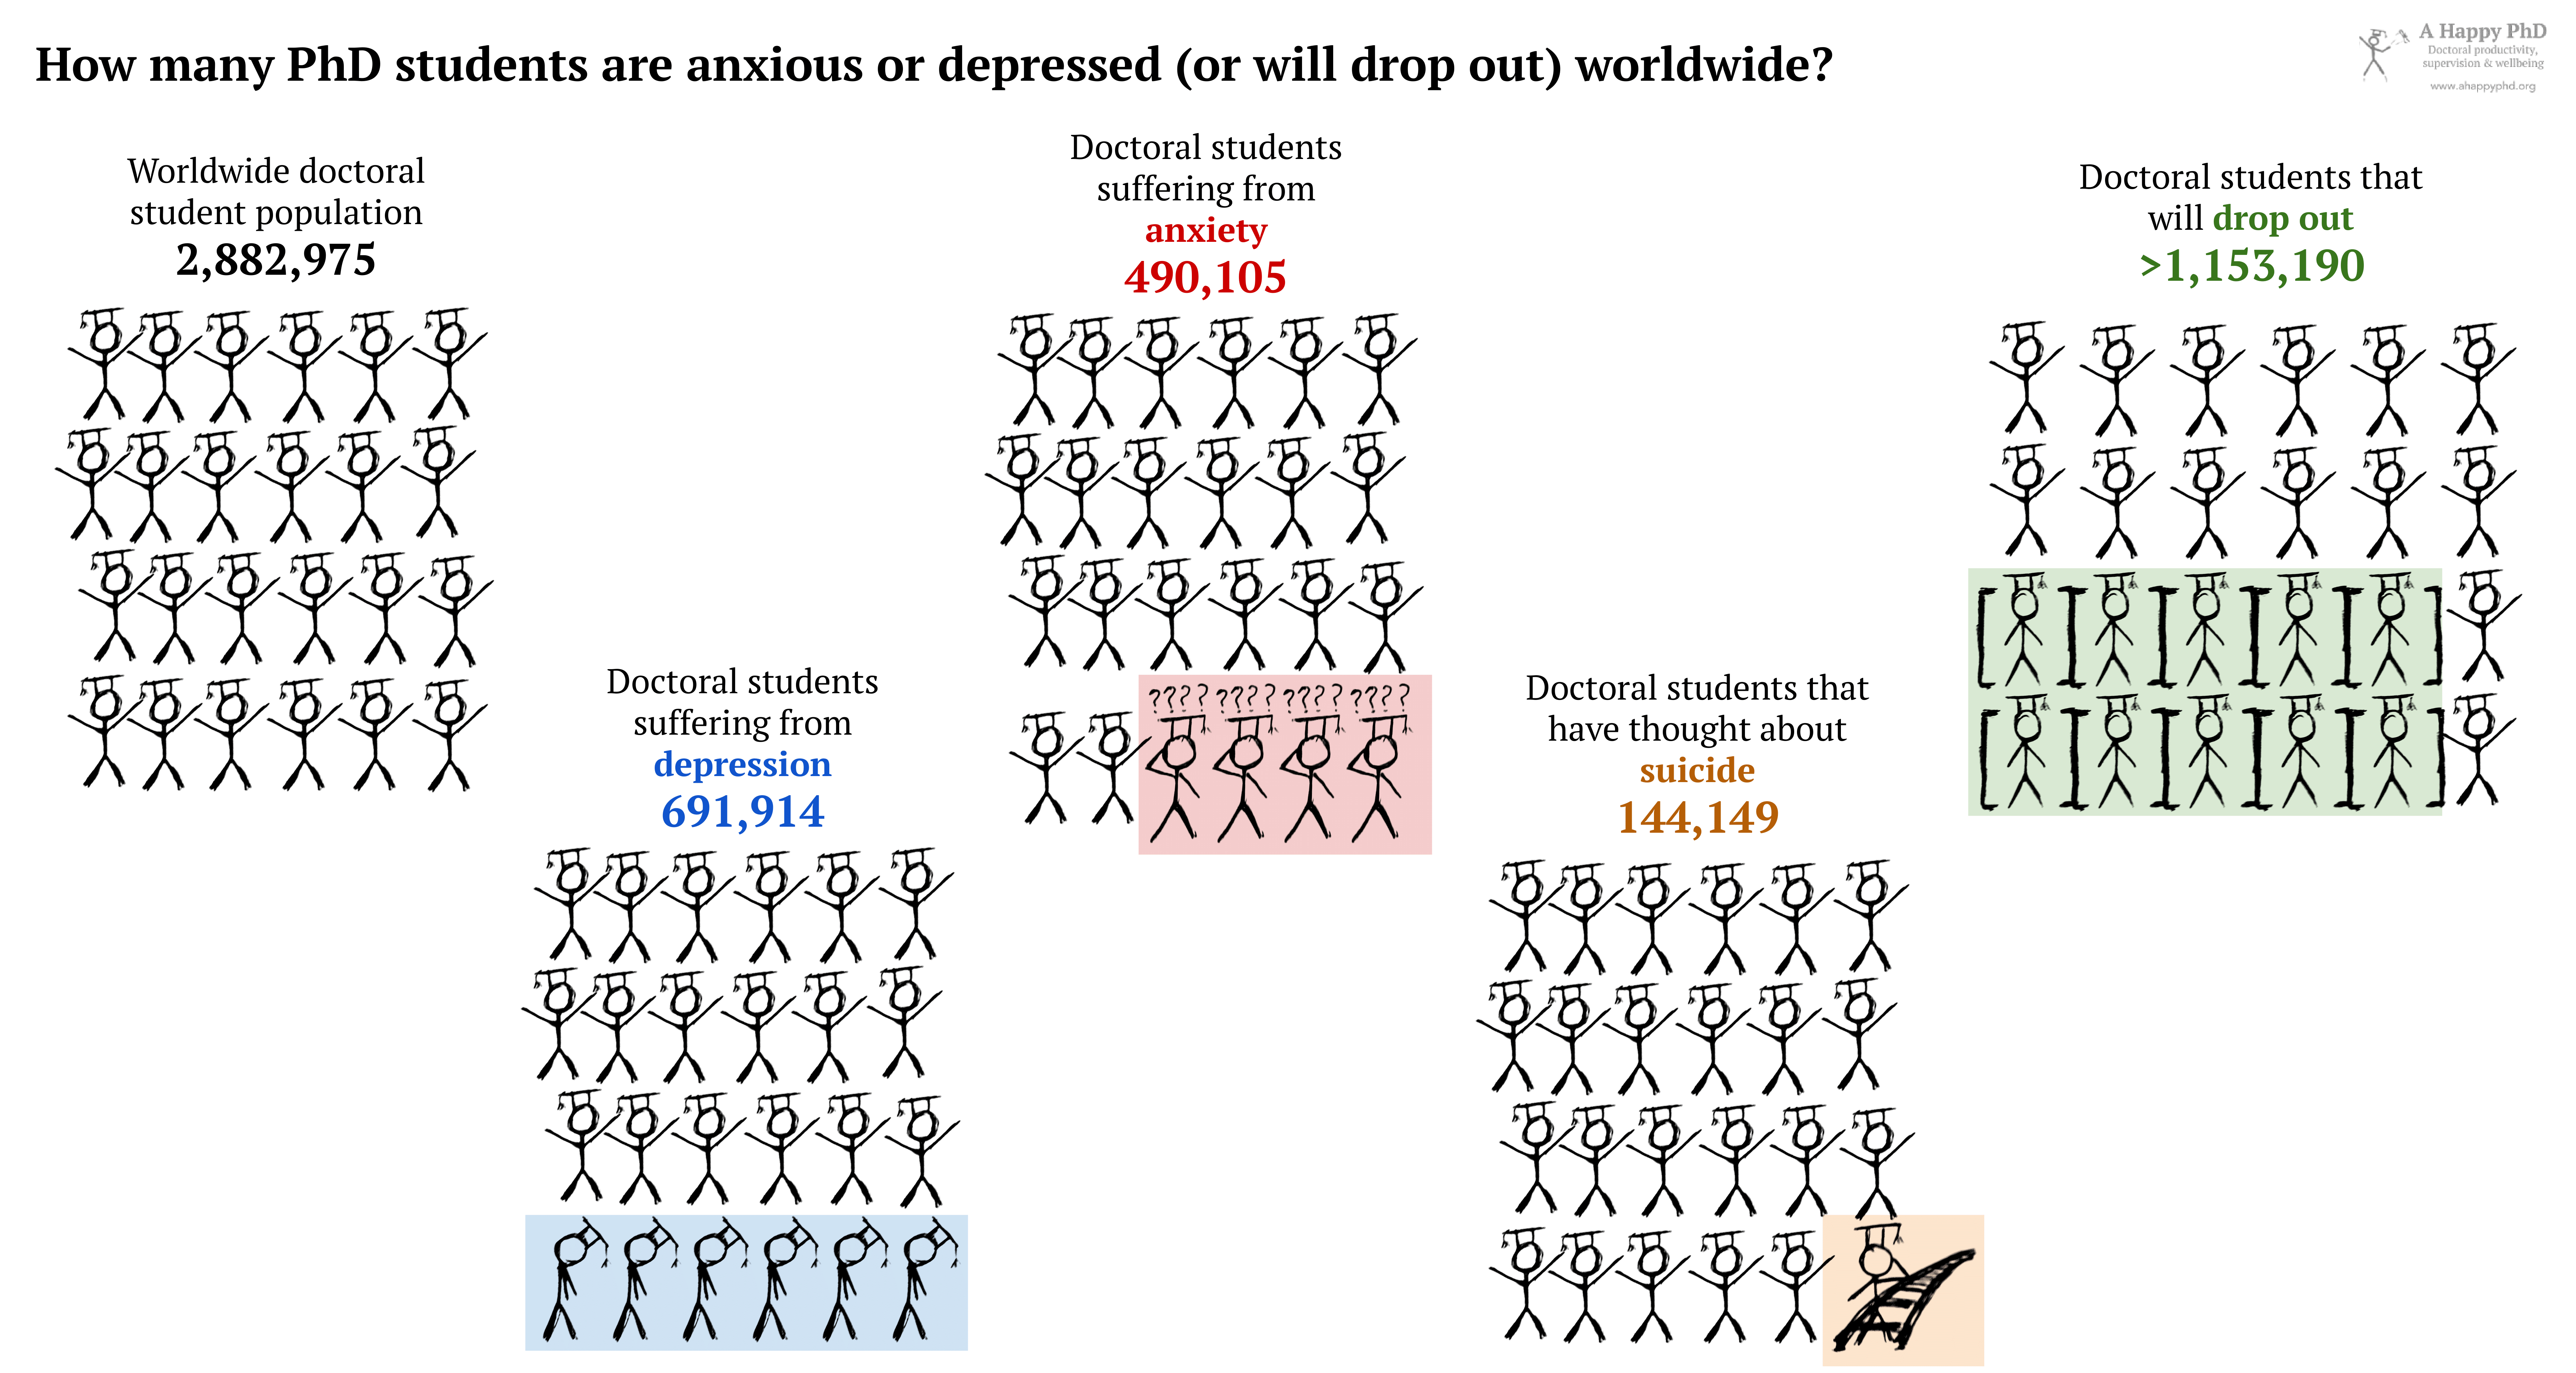 How many PhD students are anxious or depressed (or will drop out) worldwide?
A Happy PhD
Doctoral productivity,
supervision & wellbeing
www.ahappyphd.org
Worldwide doctoral
student population
2,882,975
Doctoral students
suffering from
depression
691,914
Doctoral students
suffering from
anxiety
490,105
???? ???? ???? ????
Doctoral students that
have thought about
suicide
144,149
Doctoral students that
will drop out
>1,153,190